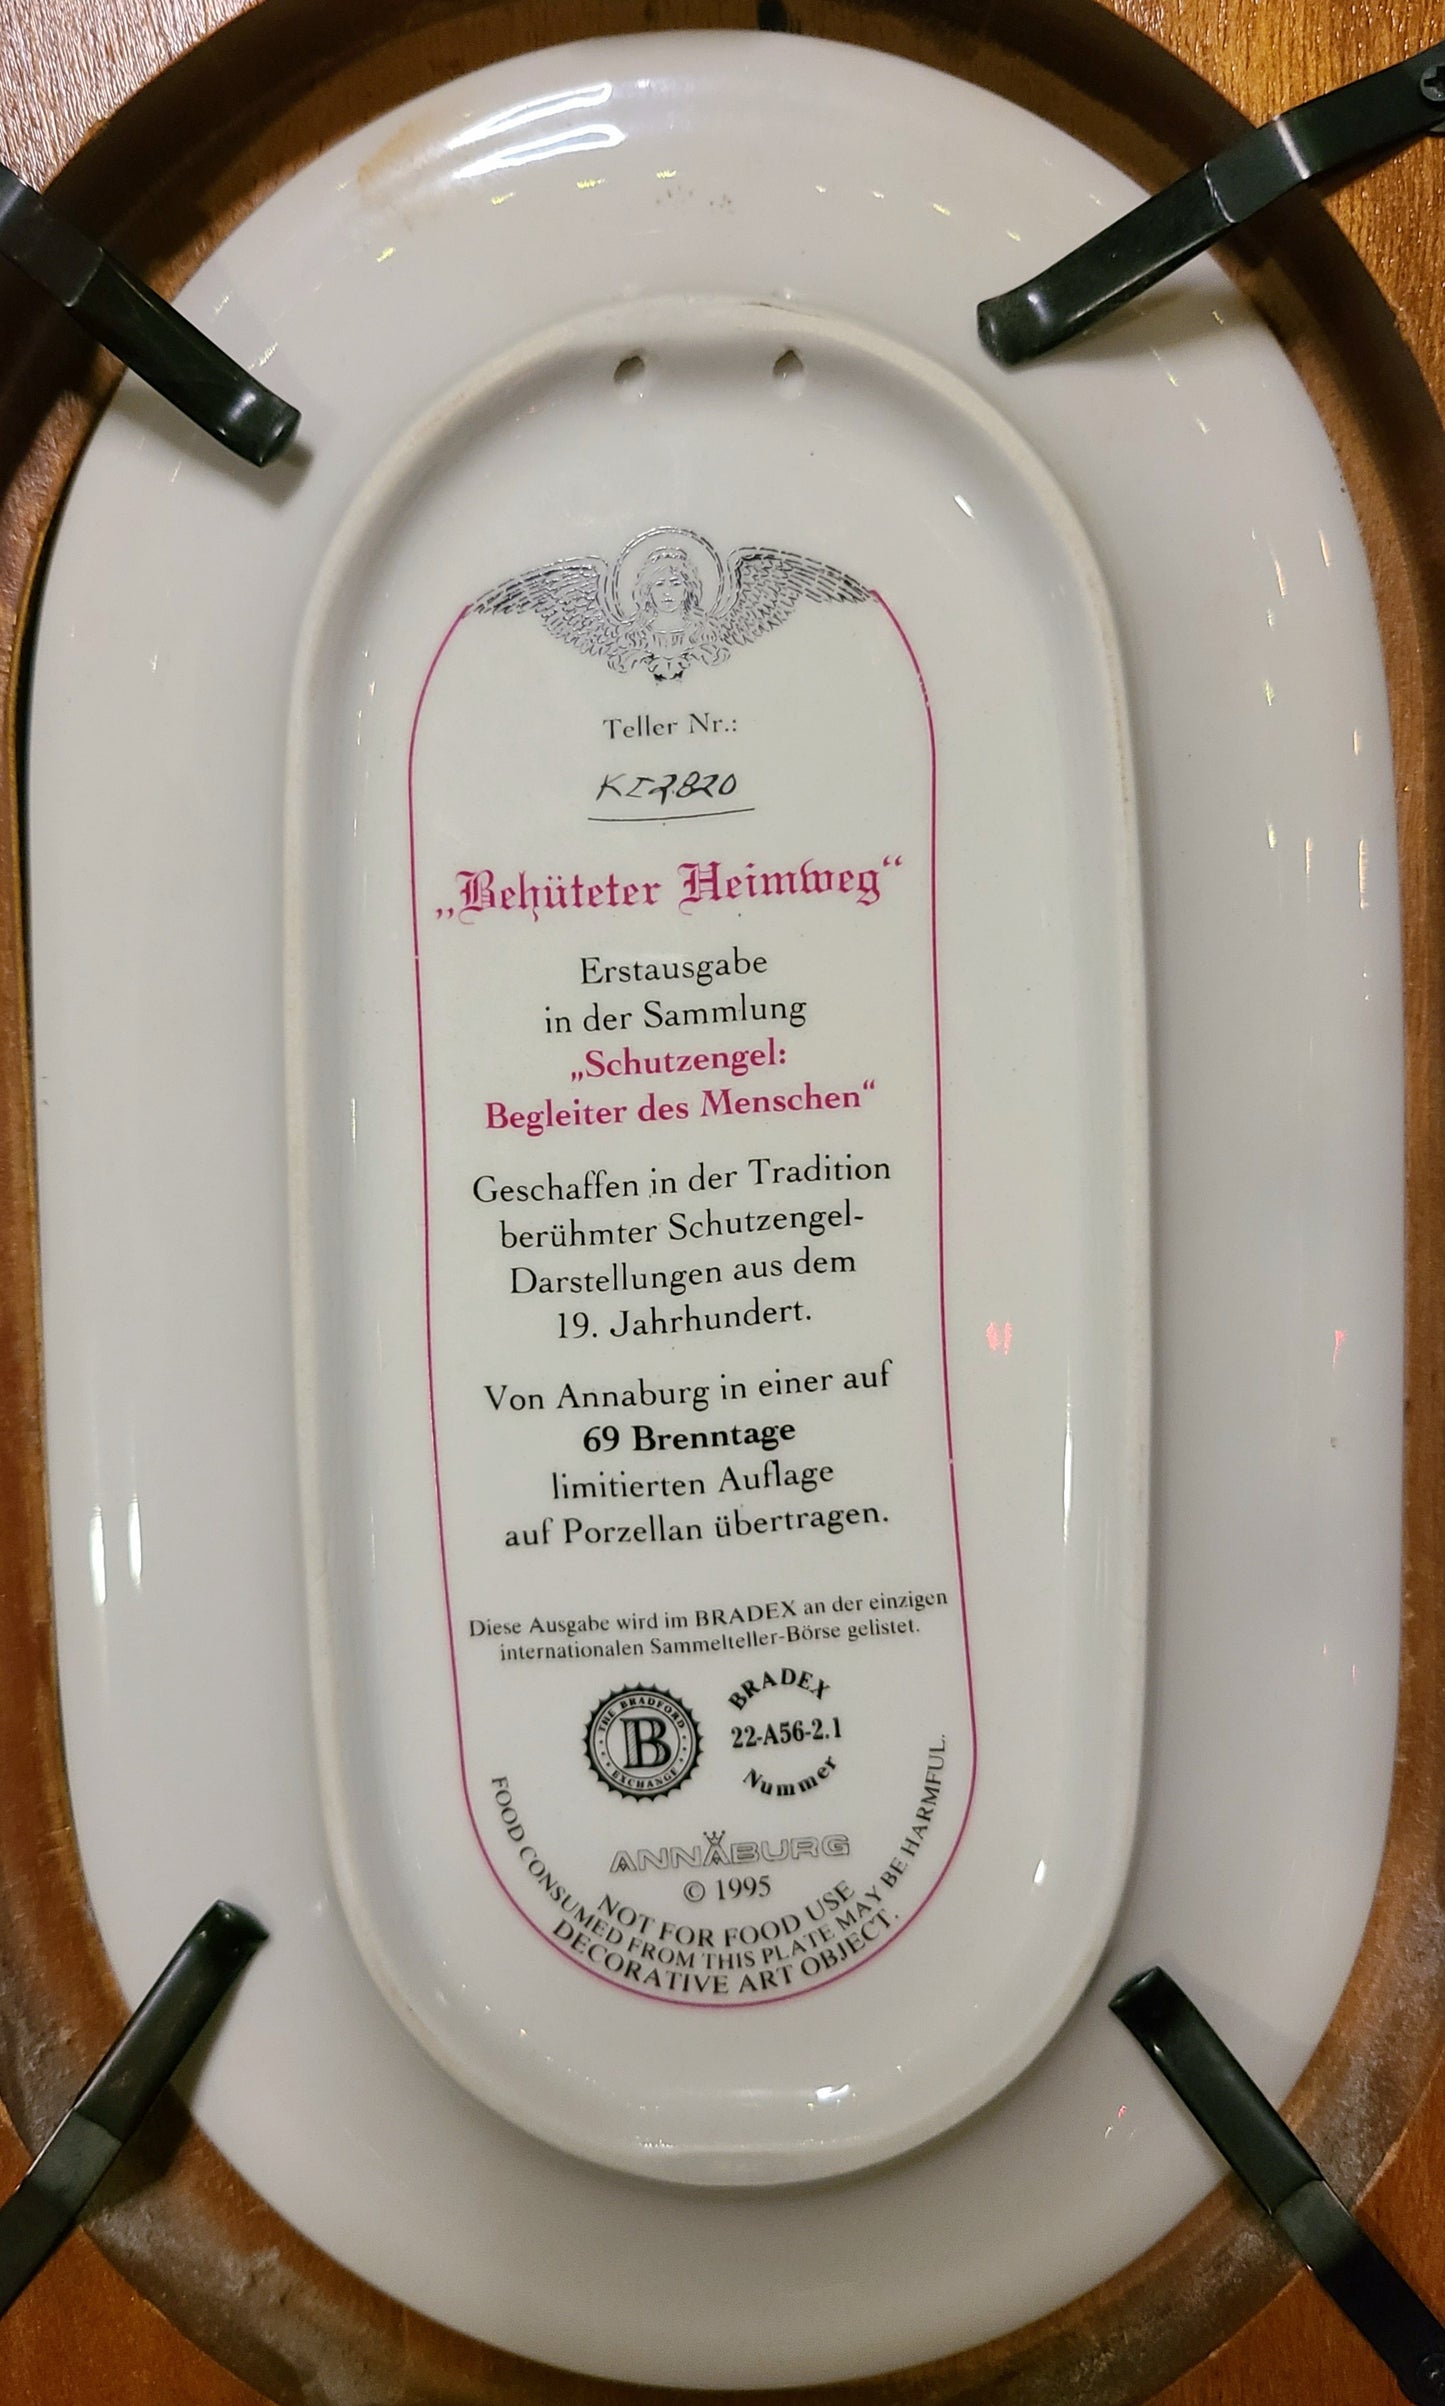 Teller Nr.:
KI2820
„Behüteter Heimweg“
Erstausgabe
in der Sammlung
„Schutzengel:
Begleiter des Menschen“
Geschaffen in der Tradition
berühmter Schutzengel-
Darstellungen aus dem
19. Jahrhundert.
Von Annaburg in einer auf
69 Brenntage
limitierten Auflage
auf Porzellan übertragen.
Diese Ausgabe wird im BRADEX an der einzigen
internationalen Sammelteller-Börse gelistet.
THE BRADFORD
B
EXCHANGE
BRADEX
22-A56-2.1
Nummer
ANNABURG
© 1995
NOT FOR FOOD USE
FOOD CONSUMED FROM THIS PLATE MAY BE HARMFUL.
DECORATIVE ART OBJECT.